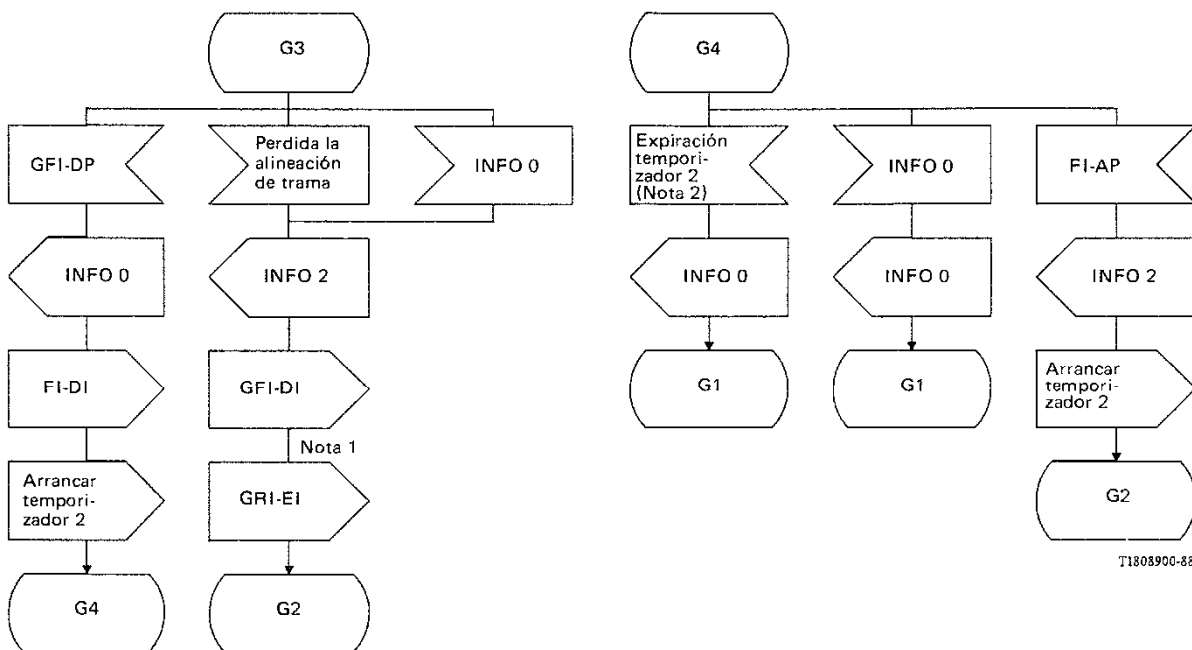 G3
GFI-DP
Perdida la
alineación
de trama
INFO 0
INFO 0
INFO 2
FI-DI
GFI-DI
Nota 1
Arrancar
tempori-
zador 2
GRI-EI
G4
G2
G4
Expiración
tempori-
zador 2
(Nota 2)
INFO 0
FI-AP
INFO 0
INFO 0
INFO 2
G1
G1
Arrancar
tempori-
zador 2
G2
T1808900-88